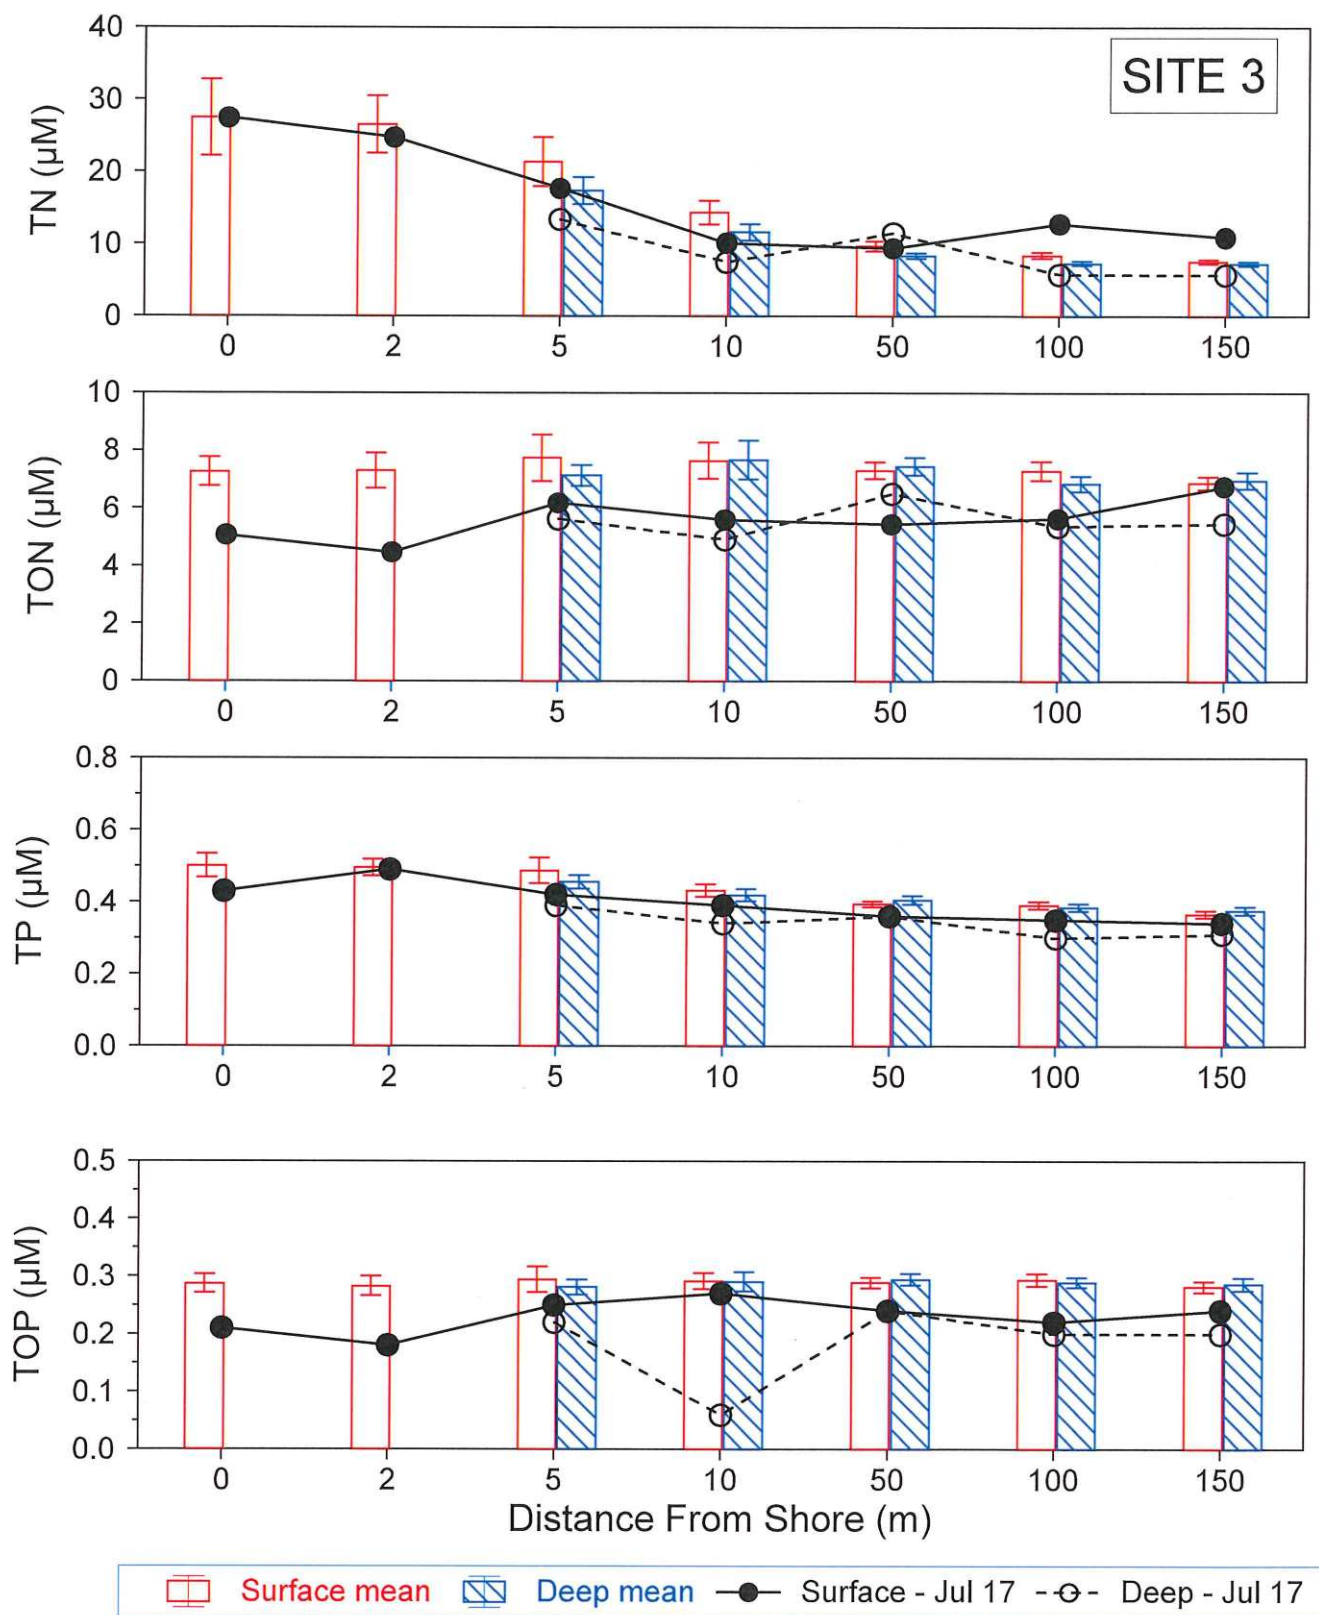 SITE 3
40
30
20
10
0
TN (µM)
0 2 5 10 50 100 150
10
8
6
4
2
0
TON (µM)
0 2 5 10 50 100 150
0.8
0.6
0.4
0.2
0.0
TP (µM)
0 2 5 10 50 100 150
0.5
0.4
0.3
0.2
0.1
0.0
TOP (µM)
0 2 5 10 50 100 150
Distance From Shore (m)
Surface mean Deep mean Surface - Jul 17 Deep - Jul 17